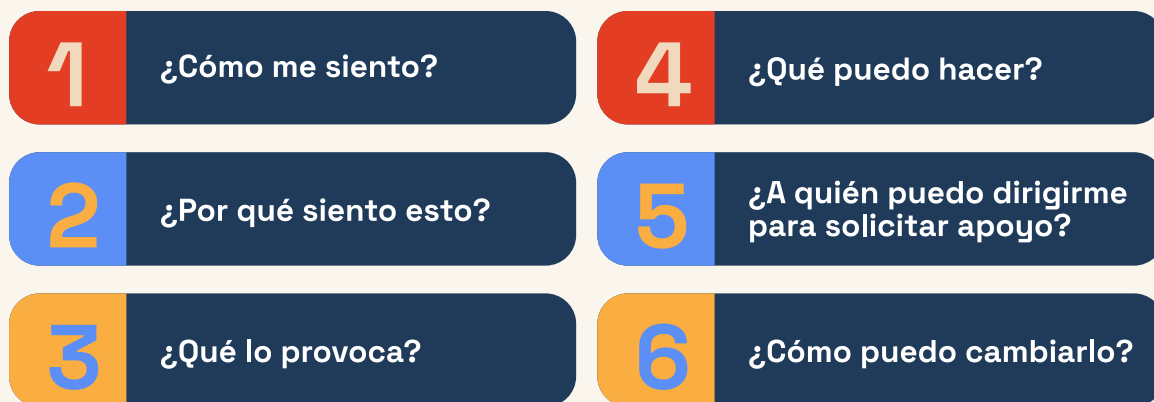 1
¿Cómo me siento?
2
¿Por qué siento esto?
3
¿Qué lo provoca?
4
¿Qué puedo hacer?
5
¿A quién puedo dirigirme
para solicitar apoyo?
6
¿Cómo puedo cambiarlo?